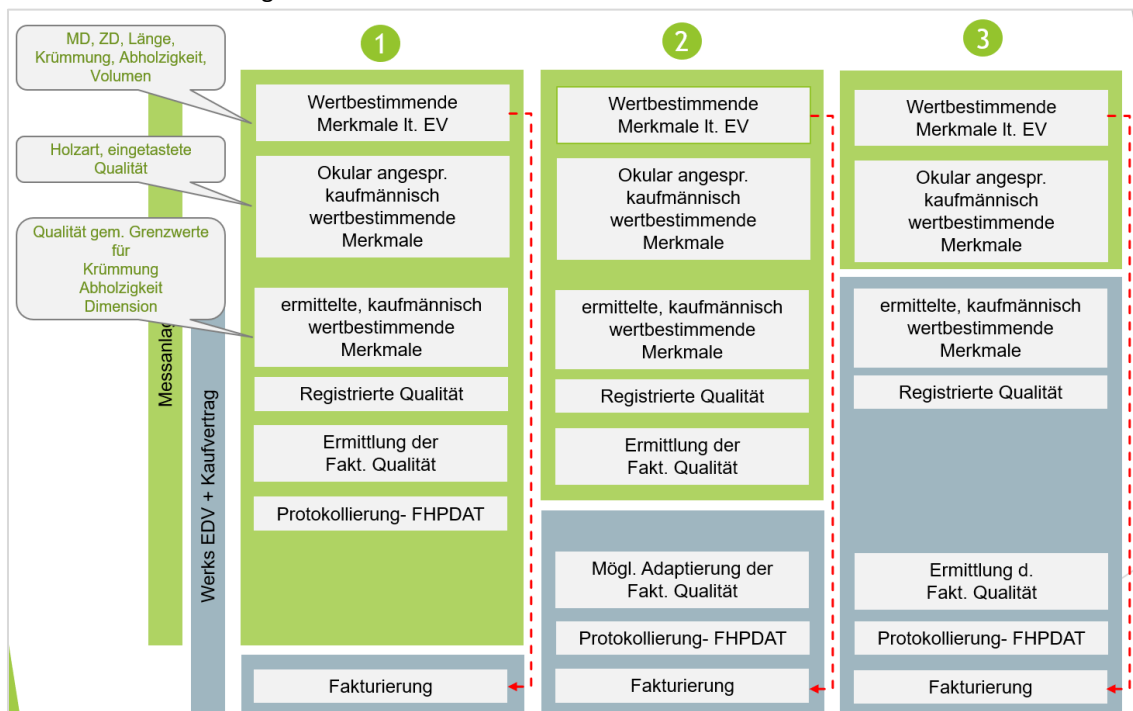 MD, ZD, Länge,
Krümmung, Abholzigkeit,
Volumen
Holzart, eingetastete
Qualität
Qualität gem. Grenzwerte
für
Krümmung
Abholzigkeit
Dimension
Messanlag
Werks EDV + Kaufvertrag
1
Wertbestimmende
Merkmale lt. EV
Okular angespr.
kaufmännisch
wertbestimmende
Merkmale
ermittelte, kaufmännisch
wertbestimmende
Merkmale
Registrierte Qualität
Ermittlung der
Fakt. Qualität
Protokollierung- FHPDAT
Fakturierung
2
Wertbestimmende
Merkmale lt. EV
Okular angespr.
kaufmännisch
wertbestimmende
Merkmale
ermittelte, kaufmännisch
wertbestimmende
Merkmale
Registrierte Qualität
Ermittlung der
Fakt. Qualität
Mögl. Adaptierung der
Fakt. Qualität
Protokollierung- FHPDAT
Fakturierung
3
Wertbestimmende
Merkmale lt. EV
Okular angespr.
kaufmännisch
wertbestimmende
Merkmale
ermittelte, kaufmännisch
wertbestimmende
Merkmale
Registrierte Qualität
Ermittlung d.
Fakt. Qualität
Protokollierung- FHPDAT
Fakturierung